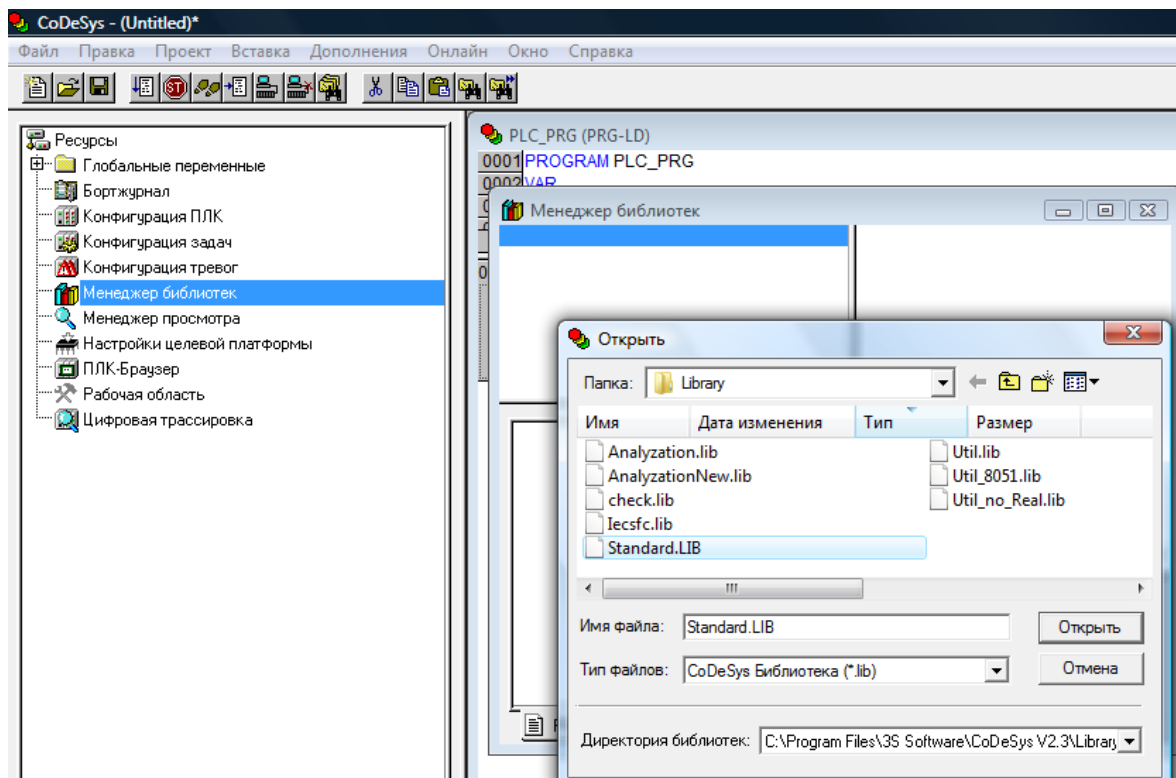 CoDeSys - (Untitled)*
Файл Правка Проект Вставка Дополнения Онлайн Окно Справка
Ресурсы
Глобальные переменные
Бортжурнал
Конфигурация ПЛК
Конфигурация задач
Конфигурация тревог
Менеджер библиотек
Менеджер просмотра
Настройки целевой платформы
ПЛК-Браузер
Рабочая область
Цифровая трассировка
PLC_PRG (PRG-LD)
0001 PROGRAM PLC_PRG
0002 VAR
Менеджер библиотек
Открыть
Папка: Library
Имя Дата изменения Тип Размер
Analyzation.lib
AnalyzationNew.lib
check.lib
Iecsfc.lib
Standard.LIB
Util.lib
Util_8051.lib
Util_no_Real.lib
Имя файла: Standard.LIB Открыть
Тип файлов: CoDeSys Библиотека (*.lib) Отмена
Директория библиотек: C:\Program Files\3S Software\CoDeSys V2.3\Library